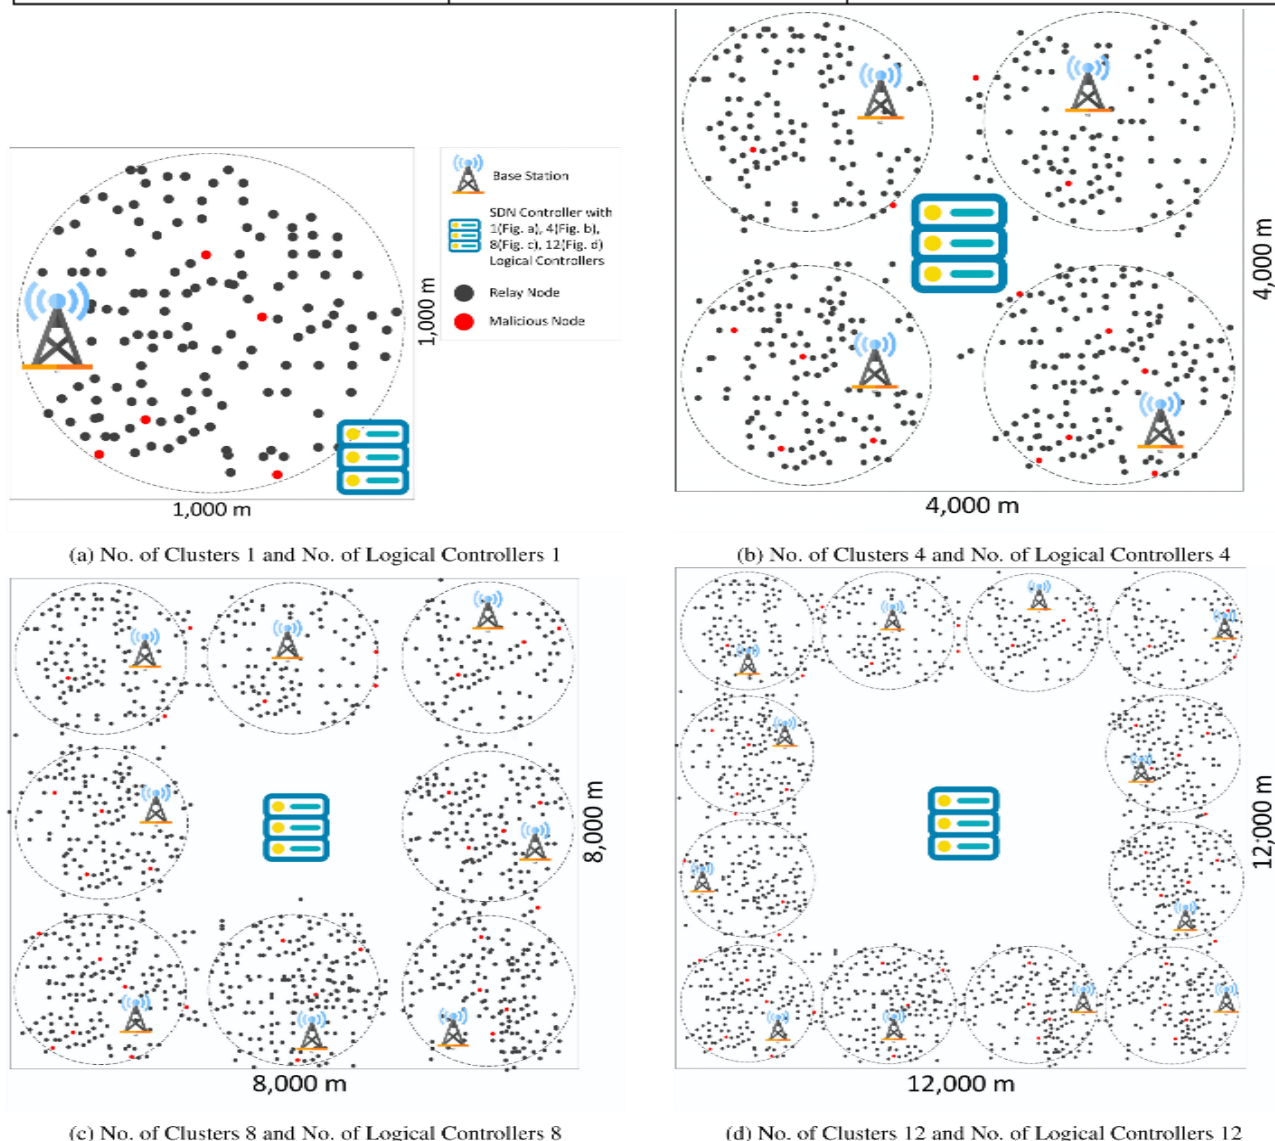 Base Station
SDN Controller with
1(Fig. a), 4(Fig. b),
8(Fig. c), 12(Fig. d)
Logical Controllers
Relay Node
Malicious Node
1,000 m
1,000 m
(a) No. of Clusters 1 and No. of Logical Controllers 1
4,000 m
4,000 m
(b) No. of Clusters 4 and No. of Logical Controllers 4
8,000 m
8,000 m
(c) No. of Clusters 8 and No. of Logical Controllers 8
12,000 m
12,000 m
(d) No. of Clusters 12 and No. of Logical Controllers 12